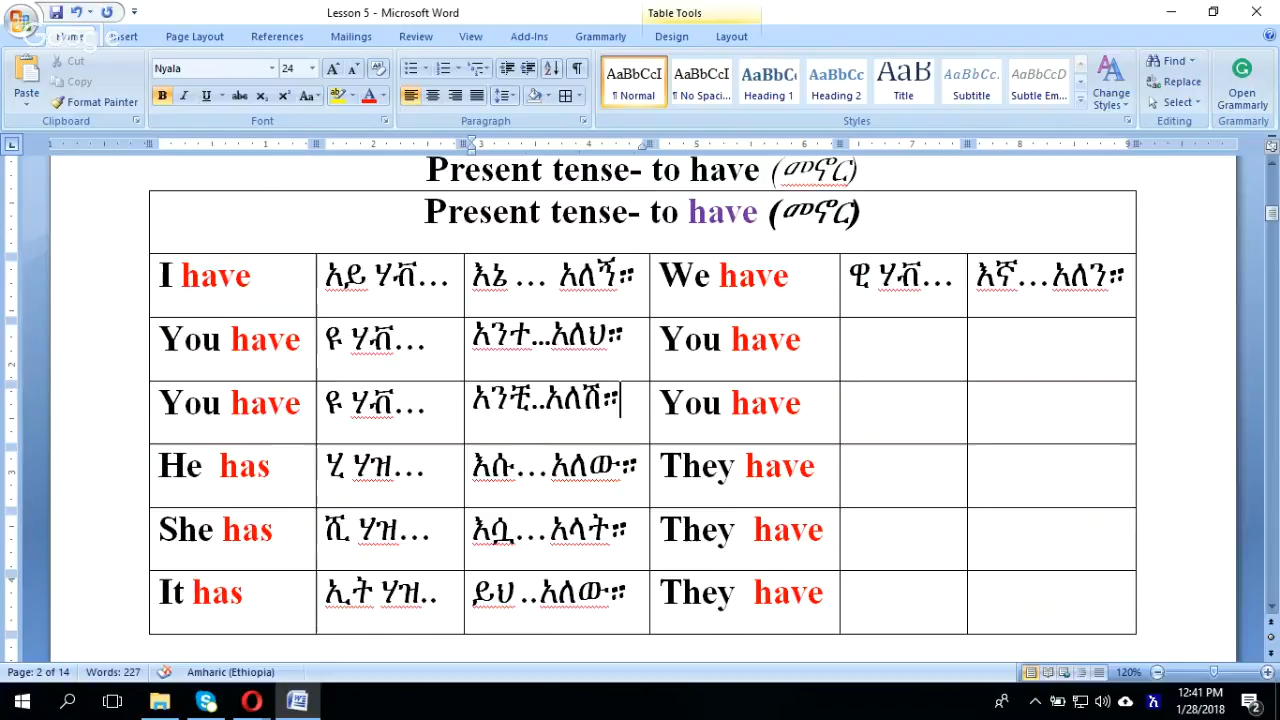 Lesson 5 - Microsoft Word
Table Tools
Google
Home Insert Page Layout References Mailings Review View Add-Ins Grammarly Design Layout
Paste
Cut
Copy
Format Painter
Clipboard
Nyala 24
B I U abc x₂ x² Aa
Font
Paragraph
AaBbCcI AaBbCcI AaBbC AaBbCc AaB AaBbCc. AaBbCcD
¶ Normal ¶ No Spaci... Heading 1 Heading 2 Title Subtitle Subtle Em...
Styles
Change Styles
Find
Replace
Select
Editing
Open Grammarly
Grammarly
Present tense- to have (መኖር)
Present tense- to have (መኖር)
I have አይ ሃቭ... እኔ ... አለኝ። We have ዊ ሃቭ... እኛ...አለን።
You have ዩ ሃቭ... አንተ...አለህ። You have
You have ዩ ሃቭ... አንቺ..አለሽ። You have
He has ሂ ሃዝ... እሱ...አለው። They have
She has ሺ ሃዝ... እሷ...አላት። They have
It has ኢት ሃዝ.. ይህ ..አለው። They have
Page: 2 of 14 Words: 227 Amharic (Ethiopia) 120%
12:41 PM
1/28/2018